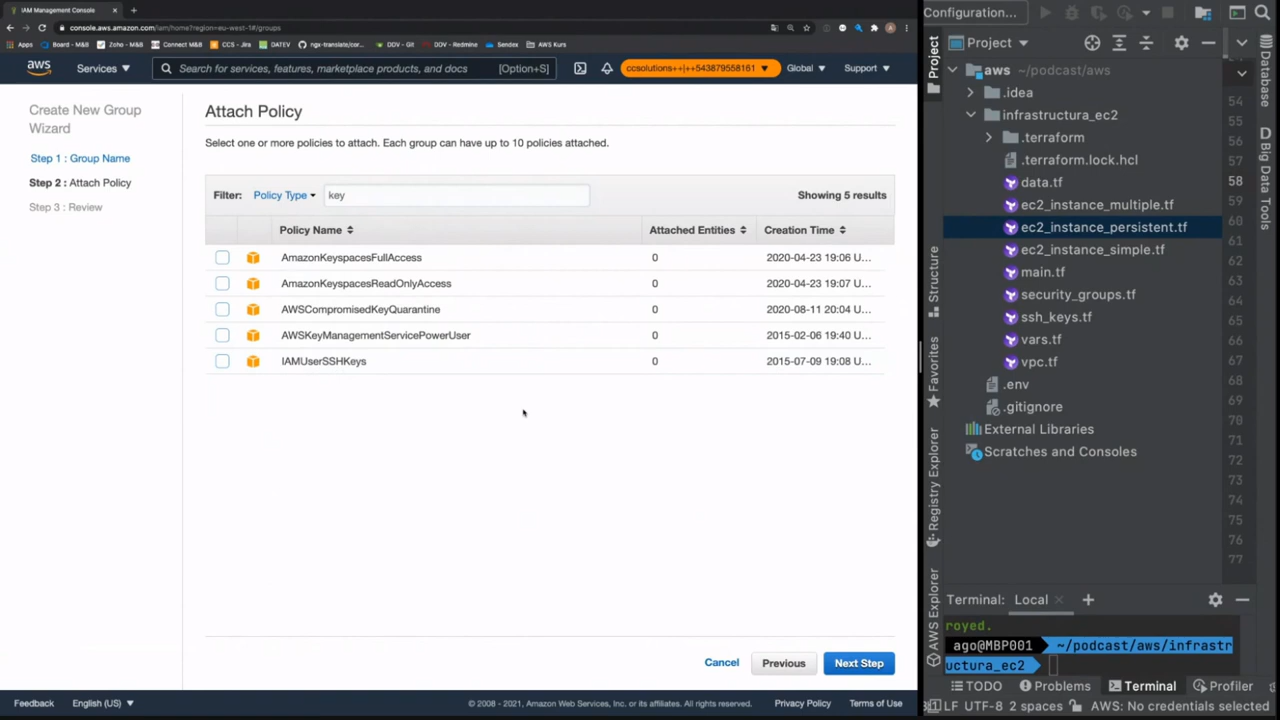 IAM Management Console
console.aws.amazon.com/iam/home?region=eu-west-1#/groups
Apps
Board - M&B
Zoho - M&B
Connect M&B
CCS - Jira
DATEV
ngx-translate/cor...
DDV - Git
DDV - Redmine
Sendex
AWS Kurs
aws
Services
Search for services, features, marketplace products, and docs
[Option+S]
ccsolutions++|++543879558161
Global
Support
Create New Group
Wizard
Step 1 : Group Name
Step 2 : Attach Policy
Step 3 : Review
Attach Policy
Select one or more policies to attach. Each group can have up to 10 policies attached.
Filter: Policy Type
key
Showing 5 results
Policy Name
Attached Entities
Creation Time
AmazonKeyspacesFullAccess 0 2020-04-23 19:06 U...
AmazonKeyspacesReadOnlyAccess 0 2020-04-23 19:07 U...
AWSCompromisedKeyQuarantine 0 2020-08-11 20:04 U...
AWSKeyManagementServicePowerUser 0 2015-02-06 19:40 U...
IAMUserSSHKeys 0 2015-07-09 19:08 U...
Cancel
Previous
Next Step
Feedback
English (US)
© 2008 - 2021, Amazon Web Services, Inc. or its affiliates. All rights reserved.
Privacy Policy
Terms of Use
Configuration...
Project
Project
Structure
Favorites
Registry Explorer
AWS Explorer
aws ~/podcast/aws
.idea
infrastructura_ec2
.terraform
.terraform.lock.hcl
data.tf
ec2_instance_multiple.tf
ec2_instance_persistent.tf
ec2_instance_simple.tf
main.tf
security_groups.tf
ssh_keys.tf
vars.tf
vpc.tf
.env
.gitignore
External Libraries
Scratches and Consoles
54
55
56
57
58
59
60
61
62
63
64
65
66
67
68
69
70
71
72
73
74
75
76
77
Database
Big Data Tools
Terminal: Local
royed.
ago@MBP001 ~/podcast/aws/infrastr
uctura_ec2
TODO
Problems
Terminal
Profiler
LF UTF-8 2 spaces
AWS: No credentials selected